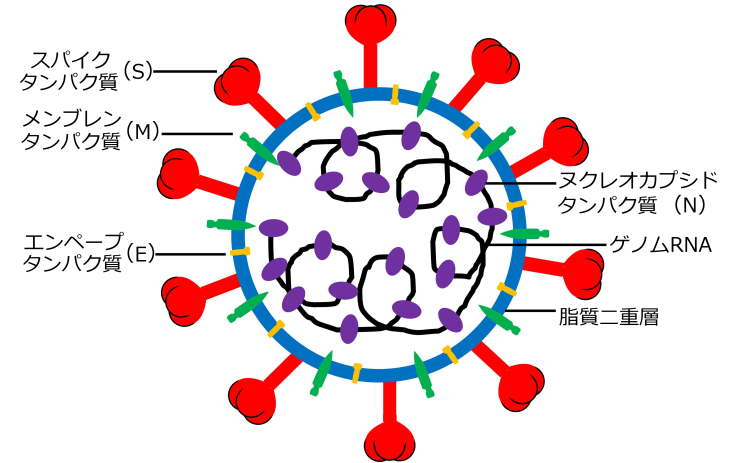 スパイク
タンパク質(S)
メンブレン
タンパク質(M)
エンペープ
タンパク質(E)
ヌクレオカプシド
タンパク質(N)
ゲノムRNA
脂質二重層